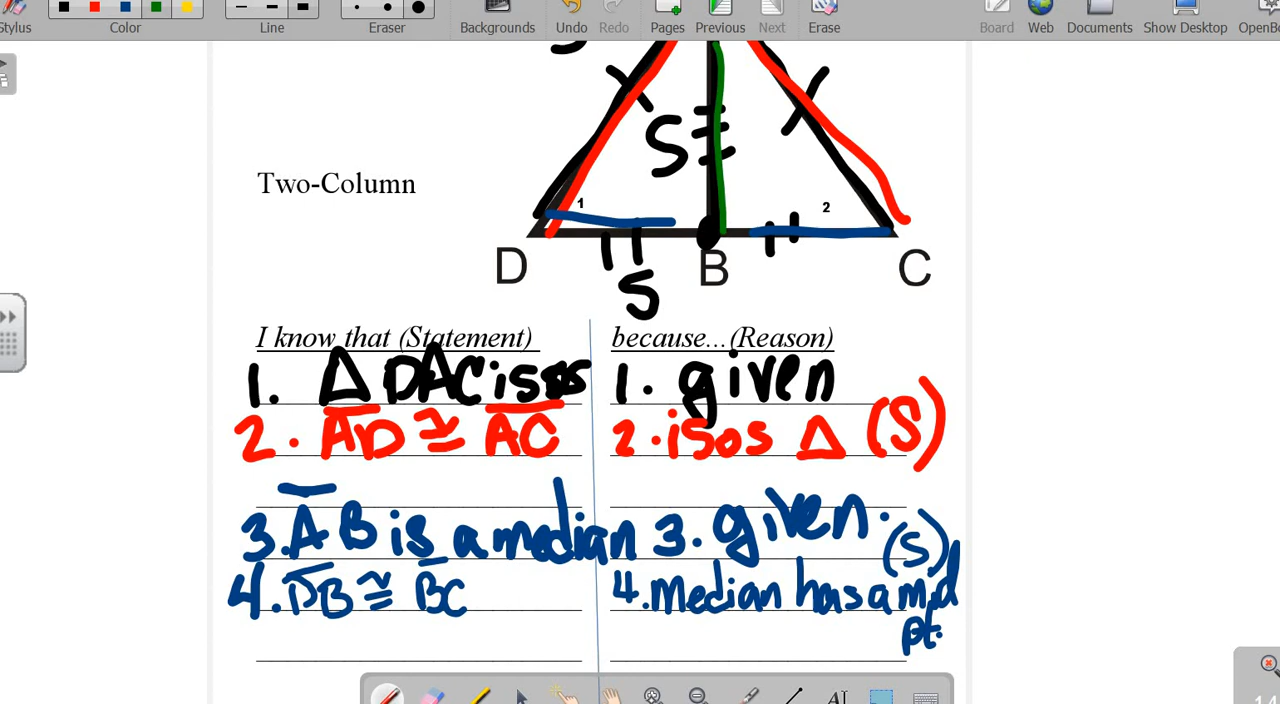 Stylus Color Line Eraser Backgrounds Undo Redo Pages Previous Next Erase Board Web Documents Show Desktop
S
Two-Column
1 2
D B C
S
I know that (Statement) because...(Reason)
1. Δ DAC isos 1. given
2. AD ≅ AC 2. isos Δ (S)
3. AB is a median 3. given.
(S)
4. DB ≅ BC 4. Median has a mid
pt.